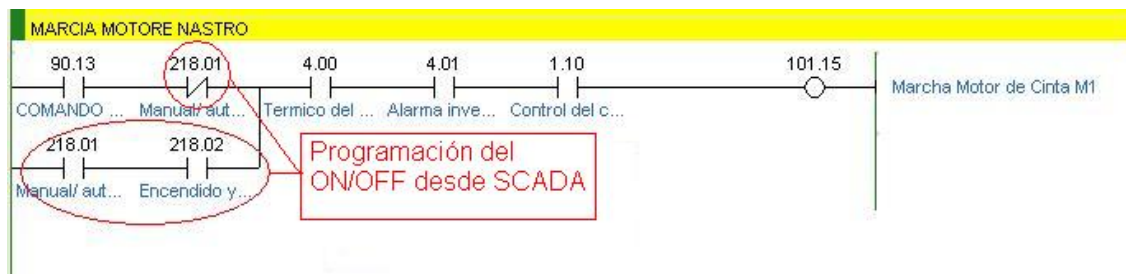 MARCIA MOTORE NASTRO
90.13 218.01 4.00 4.01 1.10 101.15
COMANDO ... Manual/ aut... Termico del ... Alarma inve... Control del c... Marcha Motor de Cinta M1
218.01 218.02
Manual/ aut... Encendido y...
Programación del
ON/OFF desde SCADA